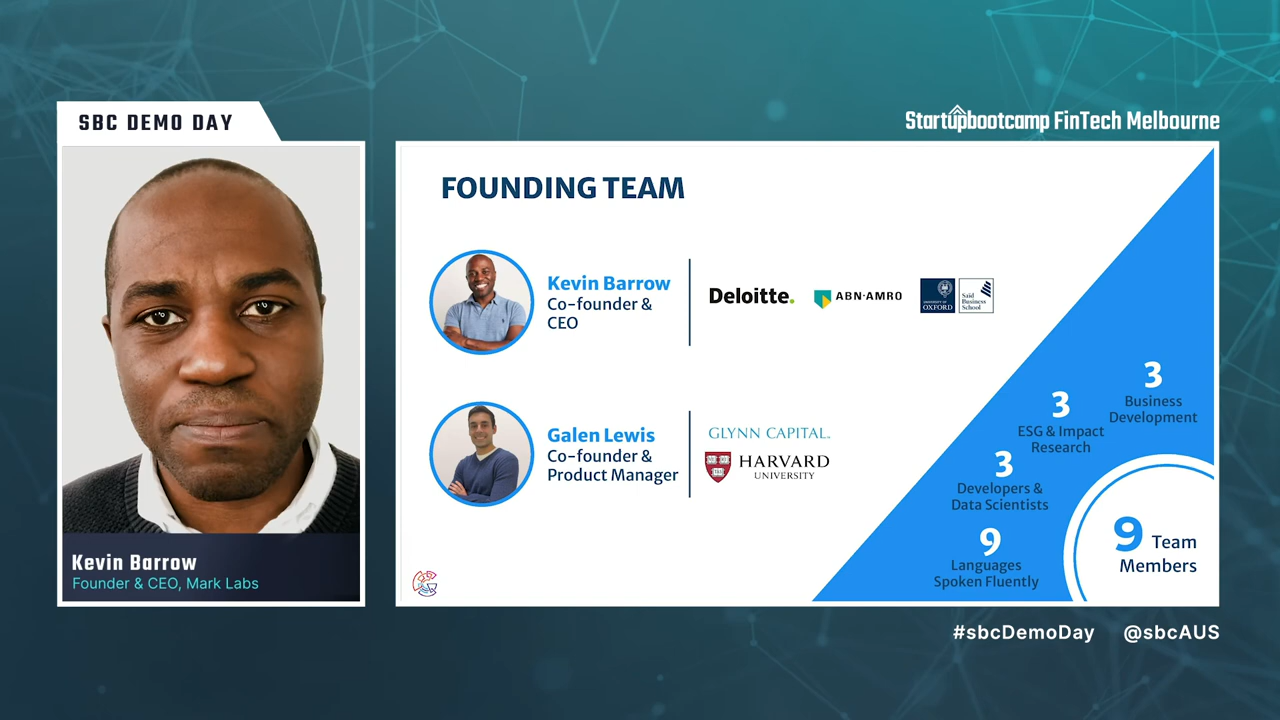 SBC DEMO DAY
Startupbootcamp FinTech Melbourne
FOUNDING TEAM
Kevin Barrow
Co-founder &
CEO
Deloitte.
ABN·AMRO
UNIVERSITY OF
OXFORD
Saïd
Business
School
Galen Lewis
Co-founder &
Product Manager
GLYNN CAPITAL
HARVARD
UNIVERSITY
3
Business
Development
3
ESG & Impact
Research
3
Developers &
Data Scientists
9
Languages
Spoken Fluently
9 Team
Members
Kevin Barrow
Founder & CEO, Mark Labs
#sbcDemoDay @sbcAUS